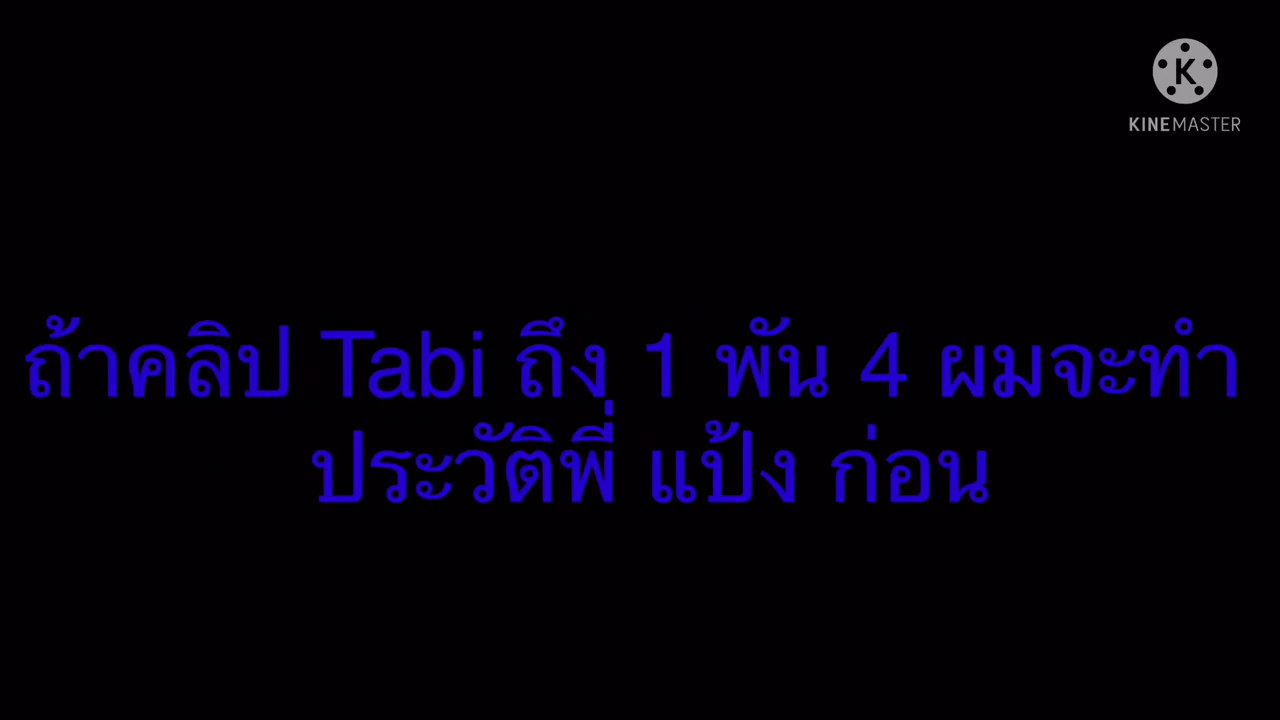 K
KINEMASTER
ถ้าคลิป Tabi ถึง 1 พัน 4 ผมจะทำ
ประวัติพี่ แป้ง ก่อน